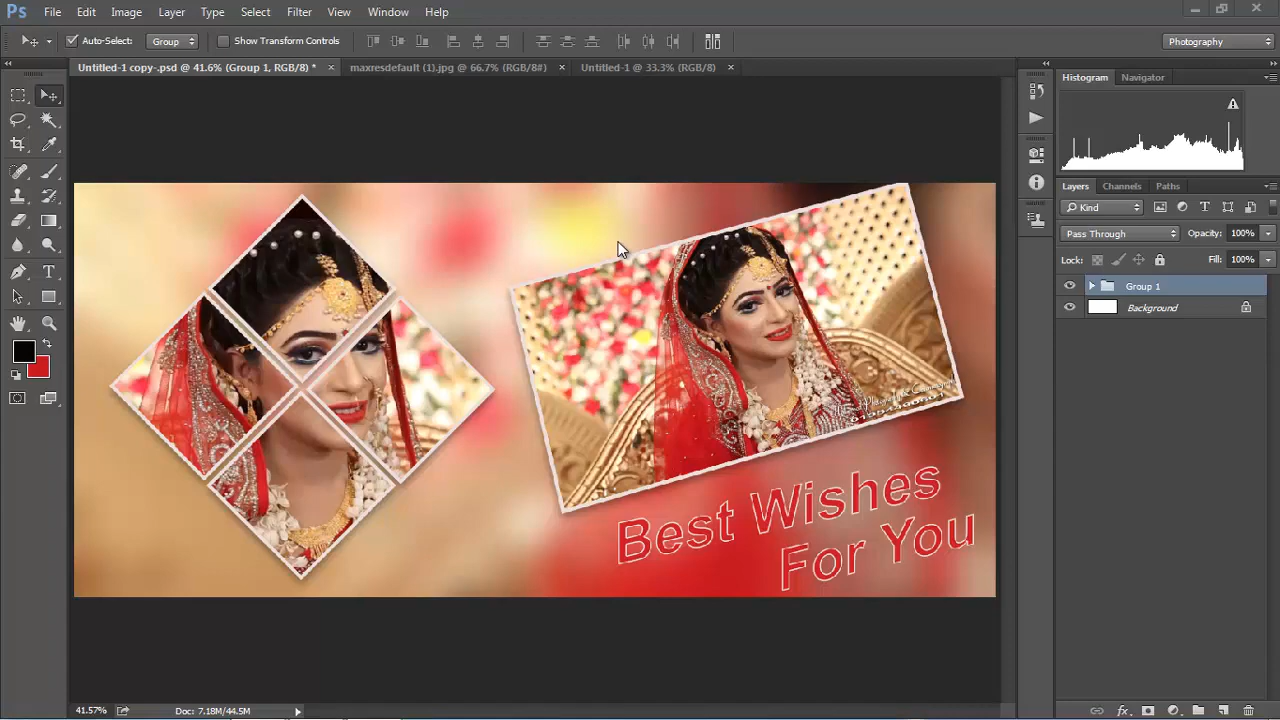 Ps File Edit Image Layer Type Select Filter View Window Help
Auto-Select: Group Show Transform Controls Photography
Untitled-1 copy-.psd @ 41.6% (Group 1, RGB/8) * × maxresdefault (1).jpg @ 66.7% (RGB/8#) × Untitled-1 @ 33.3% (RGB/8) ×
Histogram Navigator
Layers Channels Paths
Kind
Pass Through Opacity: 100%
Lock: Fill: 100%
Group 1
Background
Best Wishes
For You
41.57% Doc: 7.18M/44.5M